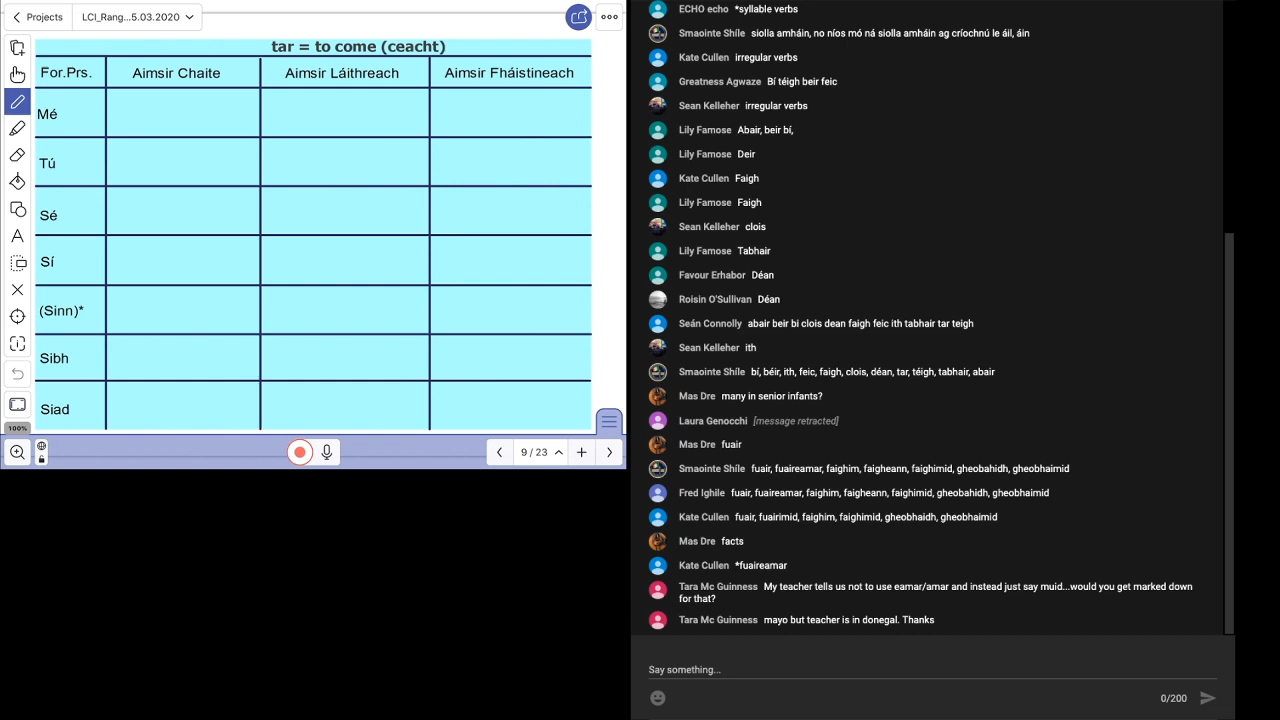 Projects
LCI_Rang...5.03.2020
tar = to come (ceacht)
For.Prs.
Aimsir Chaite
Aimsir Láithreach
Aimsir Fháistineach
Mé
Tú
Sé
Sí
(Sinn)*
Sibh
Siad
100%
9 / 23
ECHO echo *syllable verbs
Smaointe Shíle siolla amháin, no níos mó ná siolla amháin ag críochnú le áil, áin
Kate Cullen irregular verbs
Greatness Agwaze Bí téigh beir feic
Sean Kelleher irregular verbs
Lily Famose Abair, beir bí,
Lily Famose Deir
Kate Cullen Faigh
Lily Famose Faigh
Sean Kelleher clois
Lily Famose Tabhair
Favour Erhabor Déan
Roisin O'Sullivan Déan
Seán Connolly abair beir bi clois dean faigh feic ith tabhair tar teigh
Sean Kelleher ith
Smaointe Shíle bí, béir, ith, feic, faigh, clois, déan, tar, téigh, tabhair, abair
Mas Dre many in senior infants?
Laura Genocchi [message retracted]
Mas Dre fuair
Smaointe Shíle fuair, fuaireamar, faighim, faigheann, faighimid, gheobahidh, gheobhaimid
Fred Ighile fuair, fuaireamar, faighim, faigheann, faighimid, gheobahidh, gheobhaimid
Kate Cullen fuair, fuairimid, faighim, faighimid, gheobhaidh, gheobhaimid
Mas Dre facts
Kate Cullen *fuaireamar
Tara Mc Guinness My teacher tells us not to use eamar/amar and instead just say muid...would you get marked down
for that?
Tara Mc Guinness mayo but teacher is in donegal. Thanks
Say something...
0/200